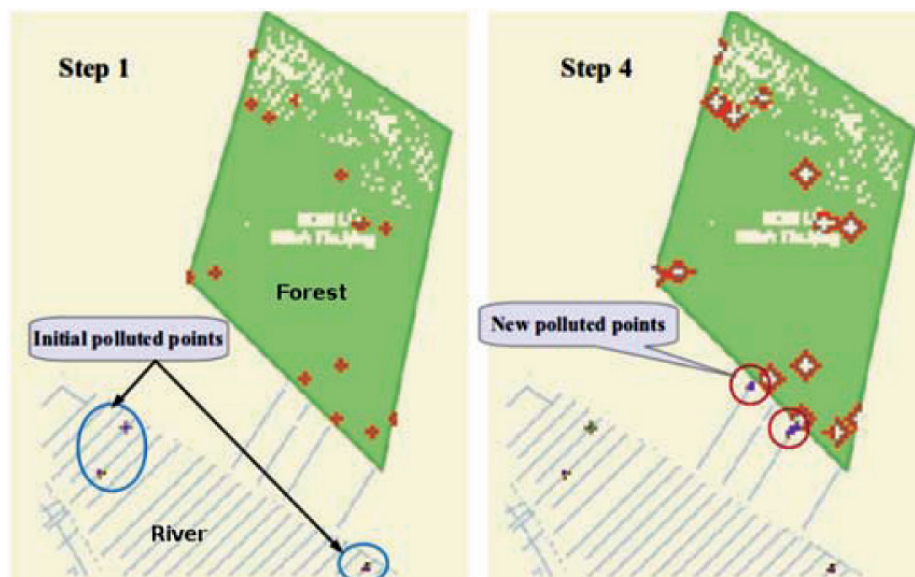 Step 1
Forest
Initial polluted points
River
Step 4
New polluted points